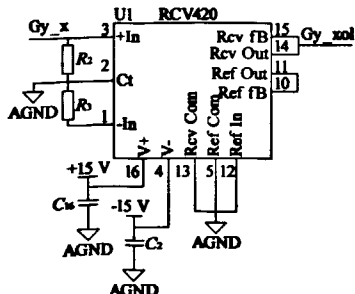 U1 RCV420
Gy_x 3 +In Rcv fB 15
R2 Rcv Out 14 Gy_xol
2 Ct Ref Out 11
AGND R3 Ref fB 10
1 -In
V+ V- Rcv Com Ref Com Ref In
+15 V 16 4 13 5 12
C16 -15 V
AGND C2 AGND
AGND